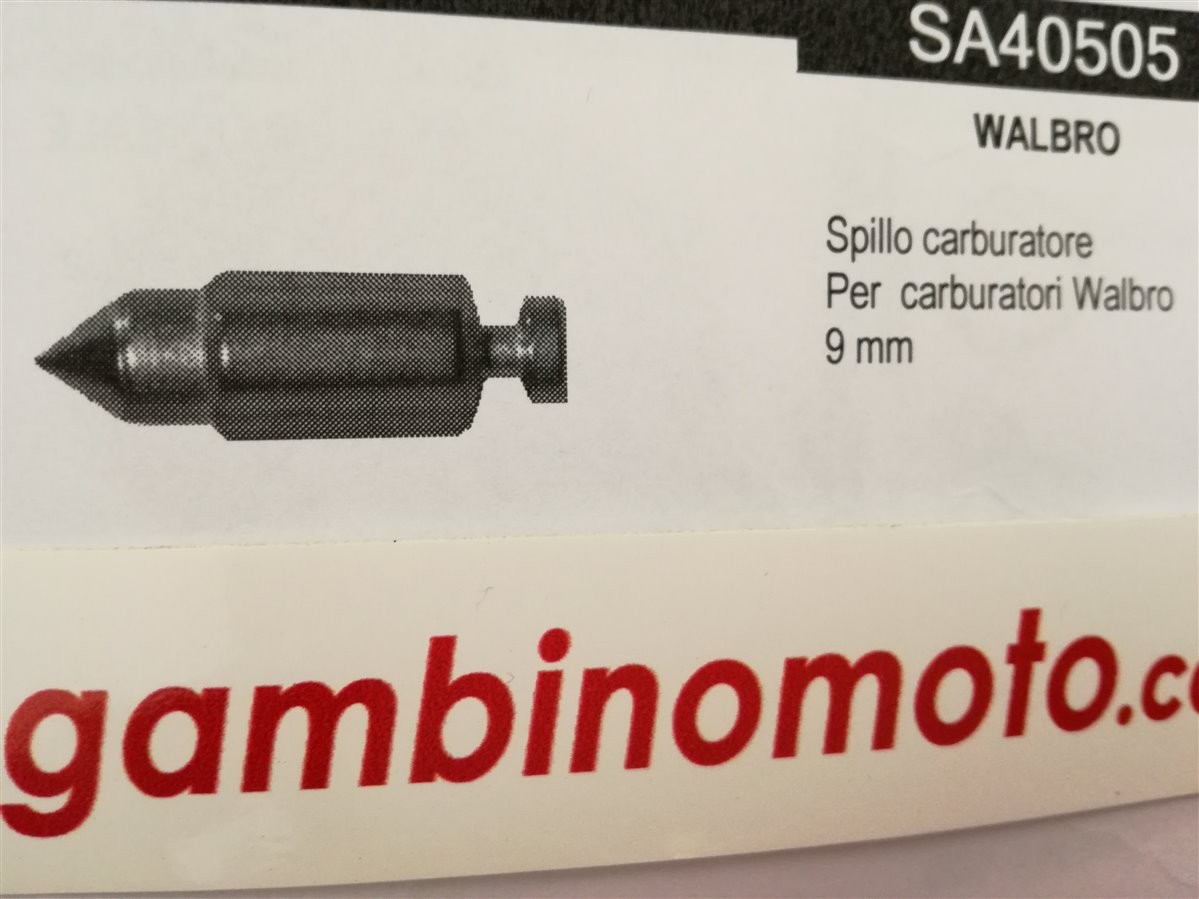 SA40505
WALBRO
Spillo carburatore
Per carburatori Walbro
9 mm
gambinomoto.c